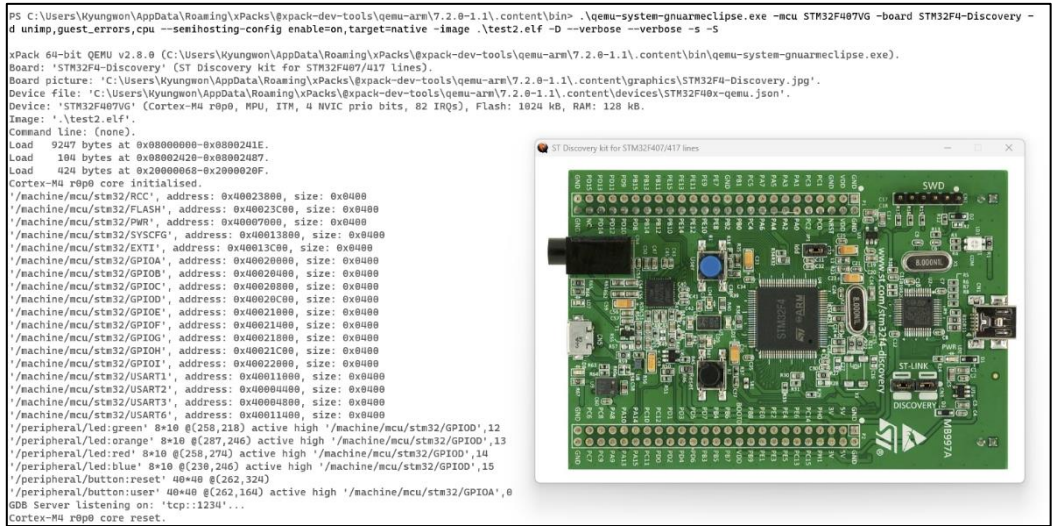 PS C:\Users\Kyungwon\AppData\Roaming\xPacks\@xpack-dev-tools\qemu-arm\7.2.0-1.1\.content\bin> .\qemu-system-gnuarmeclipse.exe -mcu STM32F407VG -board STM32F4-Discovery -
d unimp,guest_errors,cpu --semihosting-config enable=on,target=native -image .\test2.elf -D --verbose --verbose -s -S
xPack 64-bit QEMU v2.8.0 (C:\Users\Kyungwon\AppData\Roaming\xPacks\@xpack-dev-tools\qemu-arm\7.2.0-1.1\.content\bin\qemu-system-gnuarmeclipse.exe).
Board: 'STM32F4-Discovery' (ST Discovery kit for STM32F407/417 lines).
Board picture: 'C:\Users\Kyungwon\AppData\Roaming\xPacks\@xpack-dev-tools\qemu-arm\7.2.0-1.1\.content\graphics\STM32F4-Discovery.jpg'.
Device file: 'C:\Users\Kyungwon\AppData\Roaming\xPacks\@xpack-dev-tools\qemu-arm\7.2.0-1.1\.content\devices\STM32F40x-qemu.json'.
Device: 'STM32F407VG' (Cortex-M4 r0p0, MPU, ITM, 4 NVIC prio bits, 82 IRQs), Flash: 1024 kB, RAM: 128 kB.
Image: '.\test2.elf'.
Command line: (none).
Load 9247 bytes at 0x08000000-0x0800241E.
Load 104 bytes at 0x08002420-0x08002487.
Load 424 bytes at 0x20000068-0x2000020F.
Cortex-M4 r0p0 core initialised.
'/machine/mcu/stm32/RCC', address: 0x40023800, size: 0x0400
'/machine/mcu/stm32/FLASH', address: 0x40023C00, size: 0x0400
'/machine/mcu/stm32/PWR', address: 0x40007000, size: 0x0400
'/machine/mcu/stm32/SYSCFG', address: 0x40013800, size: 0x0400
'/machine/mcu/stm32/EXTI', address: 0x40013C00, size: 0x0400
'/machine/mcu/stm32/GPIOA', address: 0x40020000, size: 0x0400
'/machine/mcu/stm32/GPIOB', address: 0x40020400, size: 0x0400
'/machine/mcu/stm32/GPIOC', address: 0x40020800, size: 0x0400
'/machine/mcu/stm32/GPIOD', address: 0x40020C00, size: 0x0400
'/machine/mcu/stm32/GPIOE', address: 0x40021000, size: 0x0400
'/machine/mcu/stm32/GPIOF', address: 0x40021400, size: 0x0400
'/machine/mcu/stm32/GPIOG', address: 0x40021800, size: 0x0400
'/machine/mcu/stm32/GPIOH', address: 0x40021C00, size: 0x0400
'/machine/mcu/stm32/GPIOI', address: 0x40022000, size: 0x0400
'/machine/mcu/stm32/USART1', address: 0x40011000, size: 0x0400
'/machine/mcu/stm32/USART2', address: 0x40004400, size: 0x0400
'/machine/mcu/stm32/USART3', address: 0x40004800, size: 0x0400
'/machine/mcu/stm32/USART6', address: 0x40011400, size: 0x0400
'/peripheral/led:green' 8*10 @(258,218) active high '/machine/mcu/stm32/GPIOD',12
'/peripheral/led:orange' 8*10 @(287,246) active high '/machine/mcu/stm32/GPIOD',13
'/peripheral/led:red' 8*10 @(258,274) active high '/machine/mcu/stm32/GPIOD',14
'/peripheral/led:blue' 8*10 @(230,246) active high '/machine/mcu/stm32/GPIOD',15
'/peripheral/button:reset' 40*40 @(262,324)
'/peripheral/button:user' 40*40 @(262,164) active high '/machine/mcu/stm32/GPIOA',0
GDB Server listening on: 'tcp::1234'...
Cortex-M4 r0p0 core reset.
ST Discovery kit for STM32F407/417 lines
SWD
www.st.com/stm32f4-discovery
STM32F4
ARM
8.000M
ST-LINK
DISCOVERY
MB997A